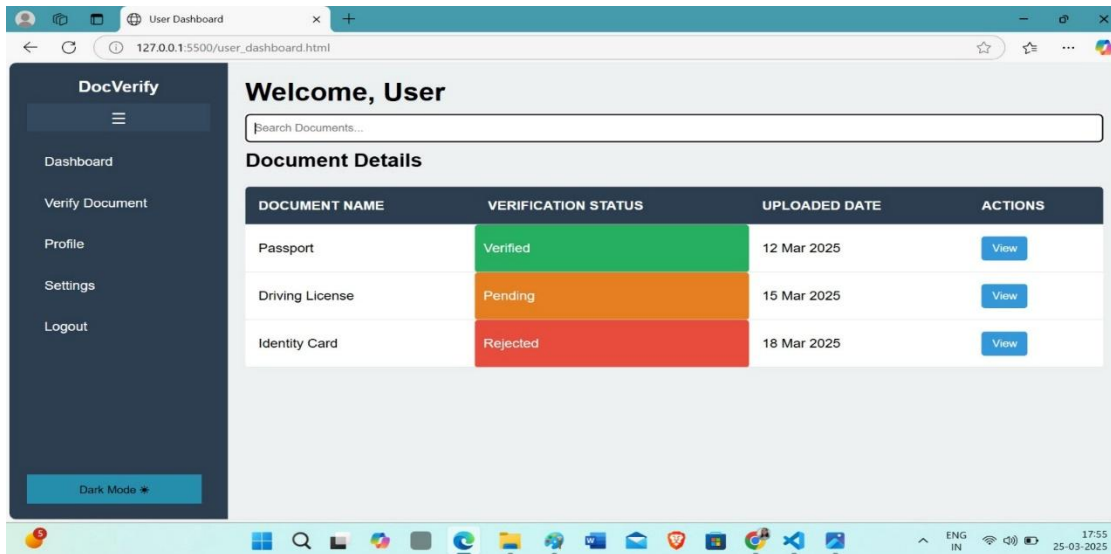 User Dashboard
127.0.0.1:5500/user_dashboard.html
DocVerify
Dashboard
Verify Document
Profile
Settings
Logout
Dark Mode ☀
Welcome, User
Search Documents...
Document Details
DOCUMENT NAME VERIFICATION STATUS UPLOADED DATE ACTIONS
Passport Verified 12 Mar 2025 View
Driving License Pending 15 Mar 2025 View
Identity Card Rejected 18 Mar 2025 View
5
ENG 17:55
IN 25-03-2025